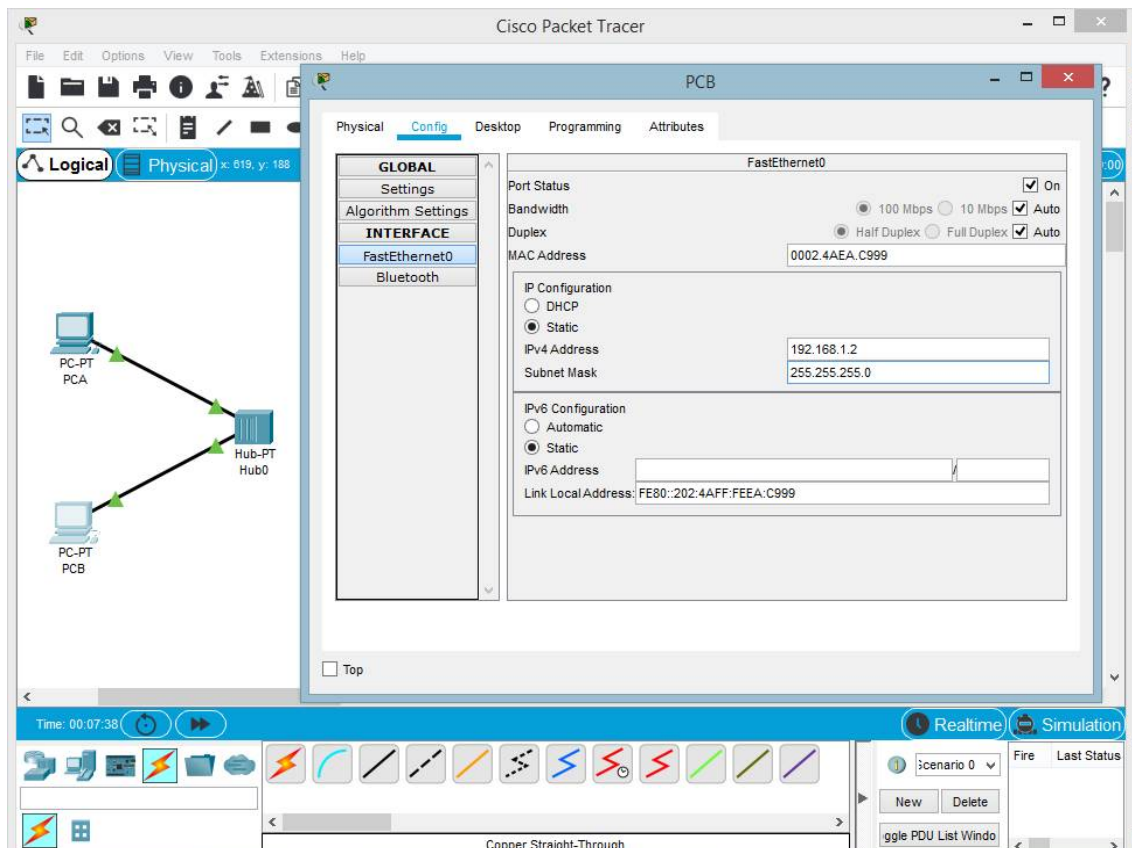 Cisco Packet Tracer
File Edit Options View Tools Extensions Help
PCB
?
Physical Config Desktop Programming Attributes
Logical Physical x: 619, y: 188
:00
GLOBAL
Settings
Algorithm Settings
INTERFACE
FastEthernet0
Bluetooth
FastEthernet0
Port Status On
Bandwidth 100 Mbps 10 Mbps Auto
Duplex Half Duplex Full Duplex Auto
MAC Address 0002.4AEA.C999
IP Configuration
DHCP
Static
IPv4 Address 192.168.1.2
Subnet Mask 255.255.255.0
IPv6 Configuration
Automatic
Static
IPv6 Address /
Link Local Address: FE80::202:4AFF:FEEA:C999
Top
PC-PT
PCA
Hub-PT
Hub0
PC-PT
PCB
Time: 00:07:38
Realtime Simulation
Scenario 0
Fire Last Status
New Delete
ggle PDU List Windo
Copper Straight-Through